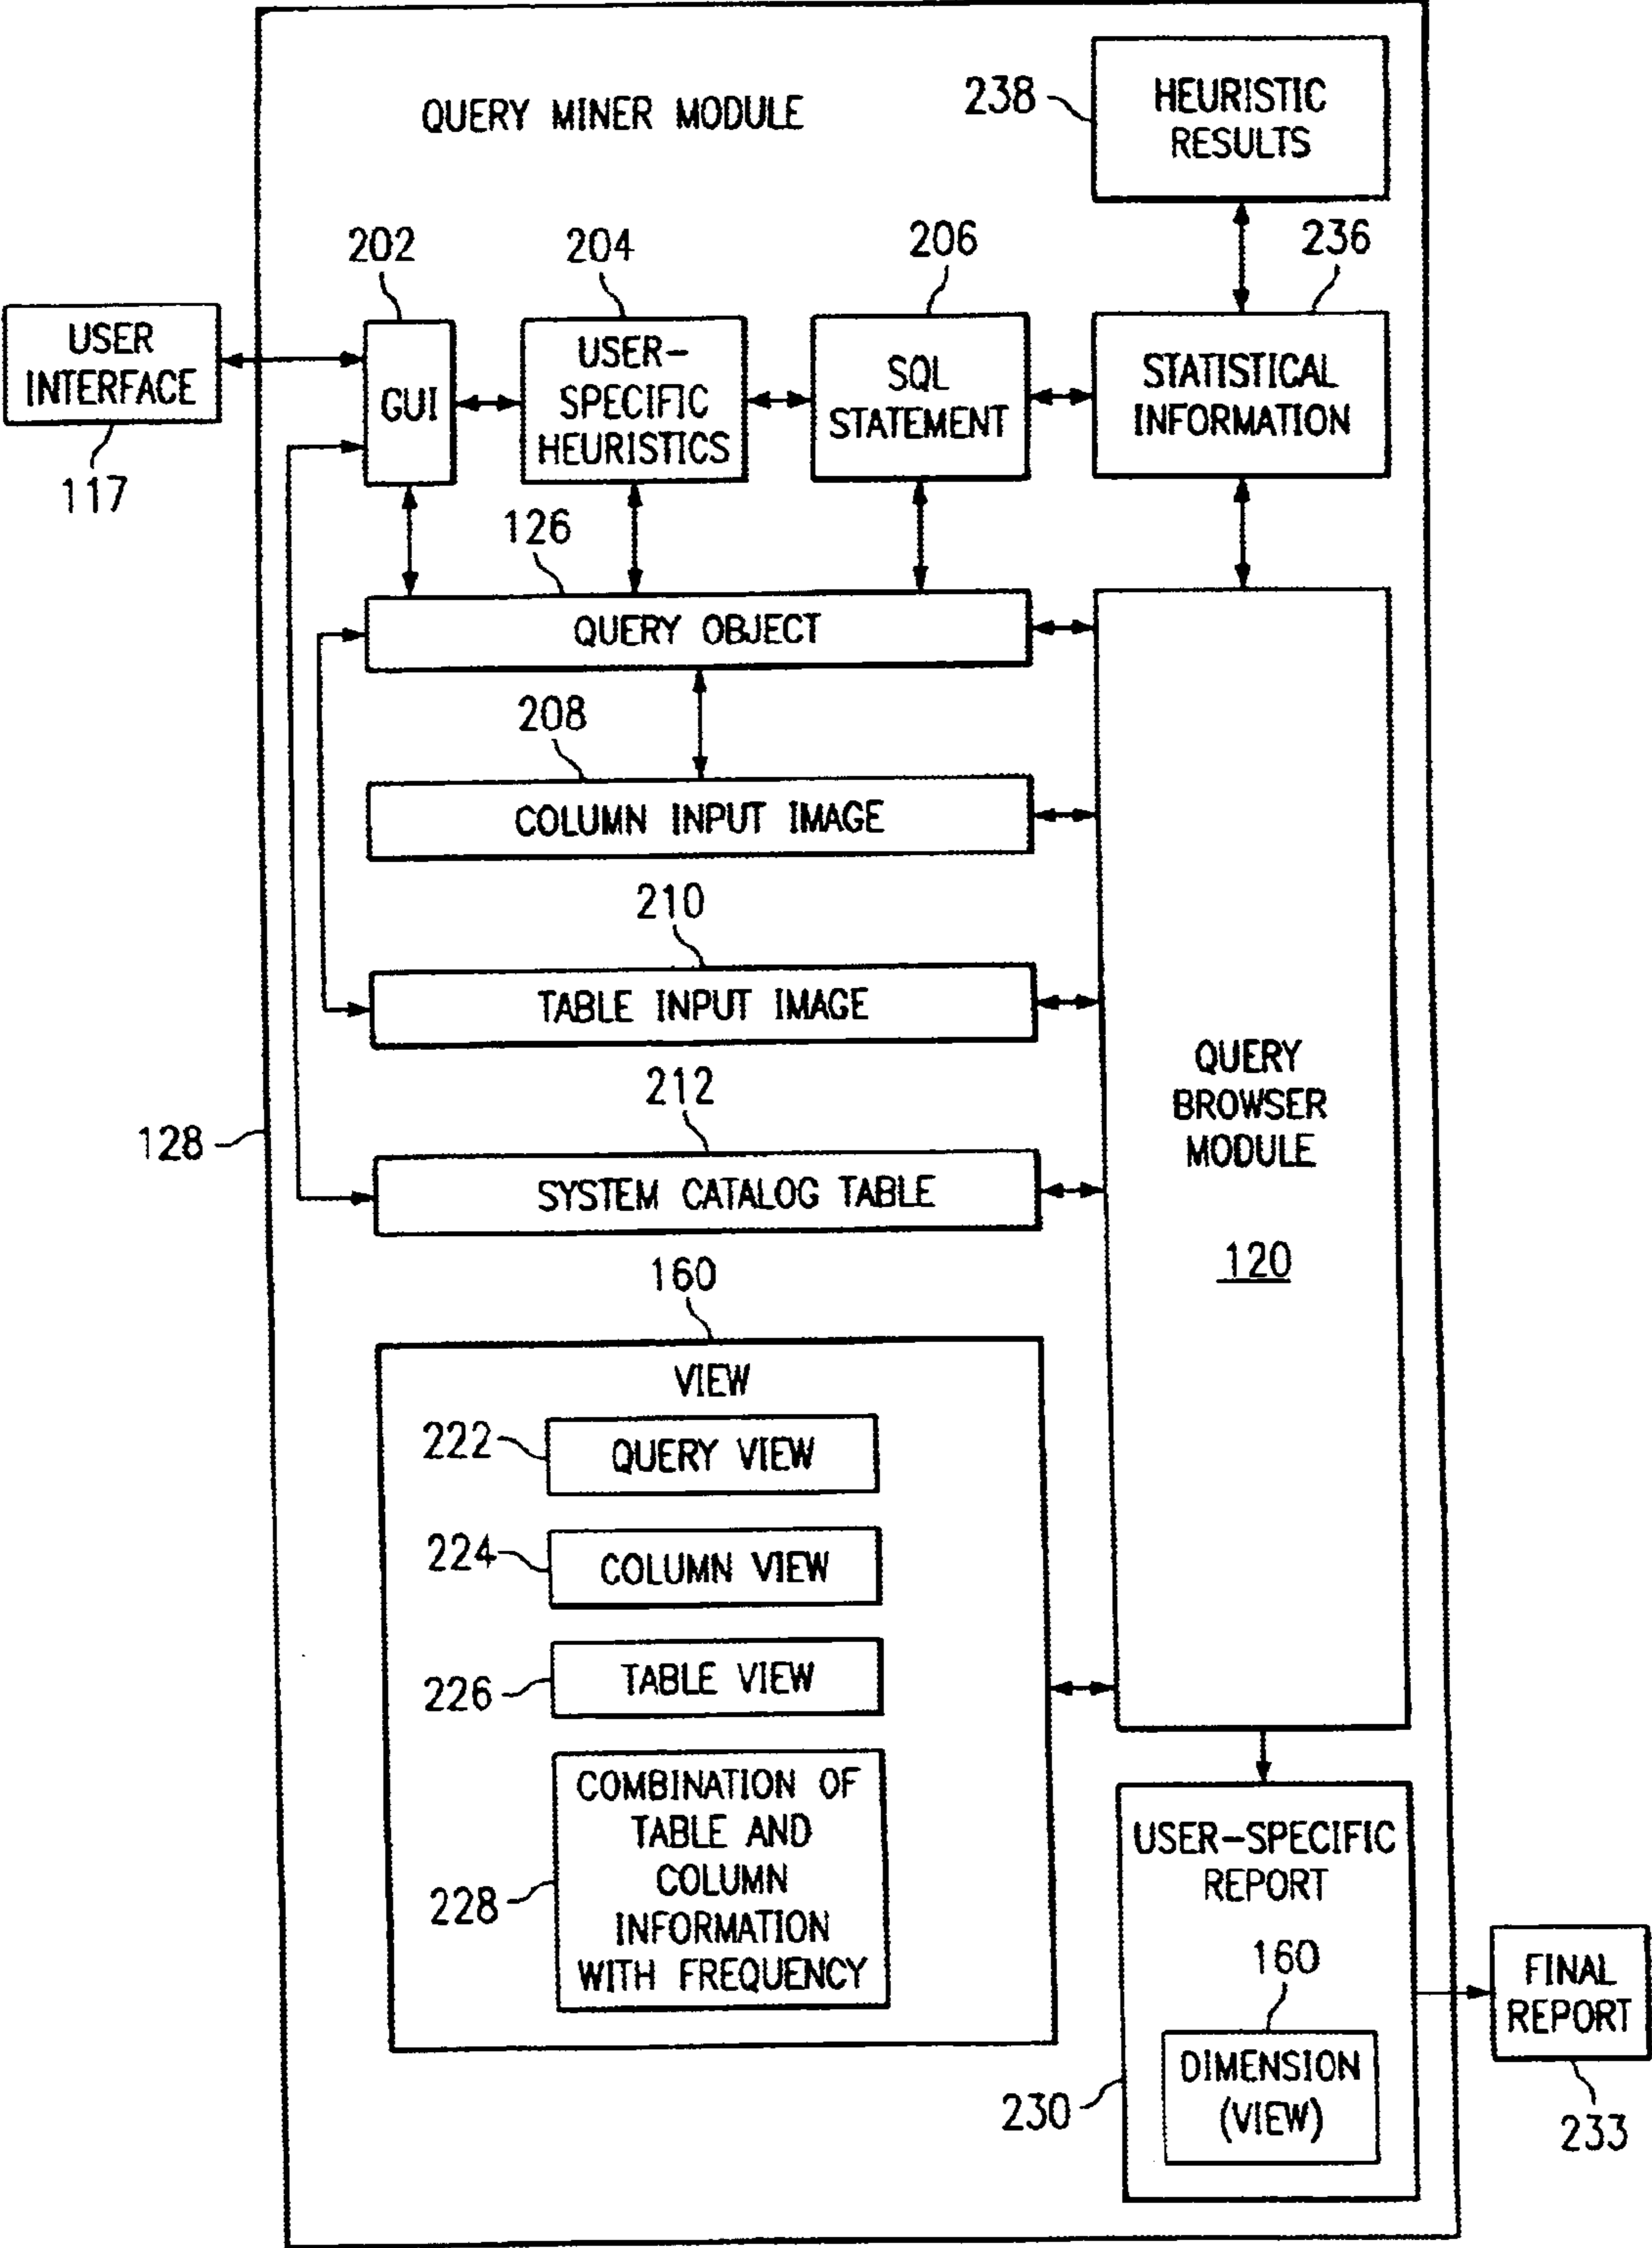 QUERY MINER MODULE
238
HEURISTIC
RESULTS
202
204
206
236
USER
INTERFACE
117
GUI
USER-
SPECIFIC
HEURISTICS
SQL
STATEMENT
STATISTICAL
INFORMATION
126
QUERY OBJECT
208
COLUMN INPUT IMAGE
210
TABLE INPUT IMAGE
212
SYSTEM CATALOG TABLE
128
QUERY
BROWSER
MODULE
120
160
VIEW
222
QUERY VIEW
224
COLUMN VIEW
226
TABLE VIEW
228
COMBINATION OF
TABLE AND
COLUMN
INFORMATION
WITH FREQUENCY
USER-SPECIFIC
REPORT
160
DIMENSION
(VIEW)
230
FINAL
REPORT
233